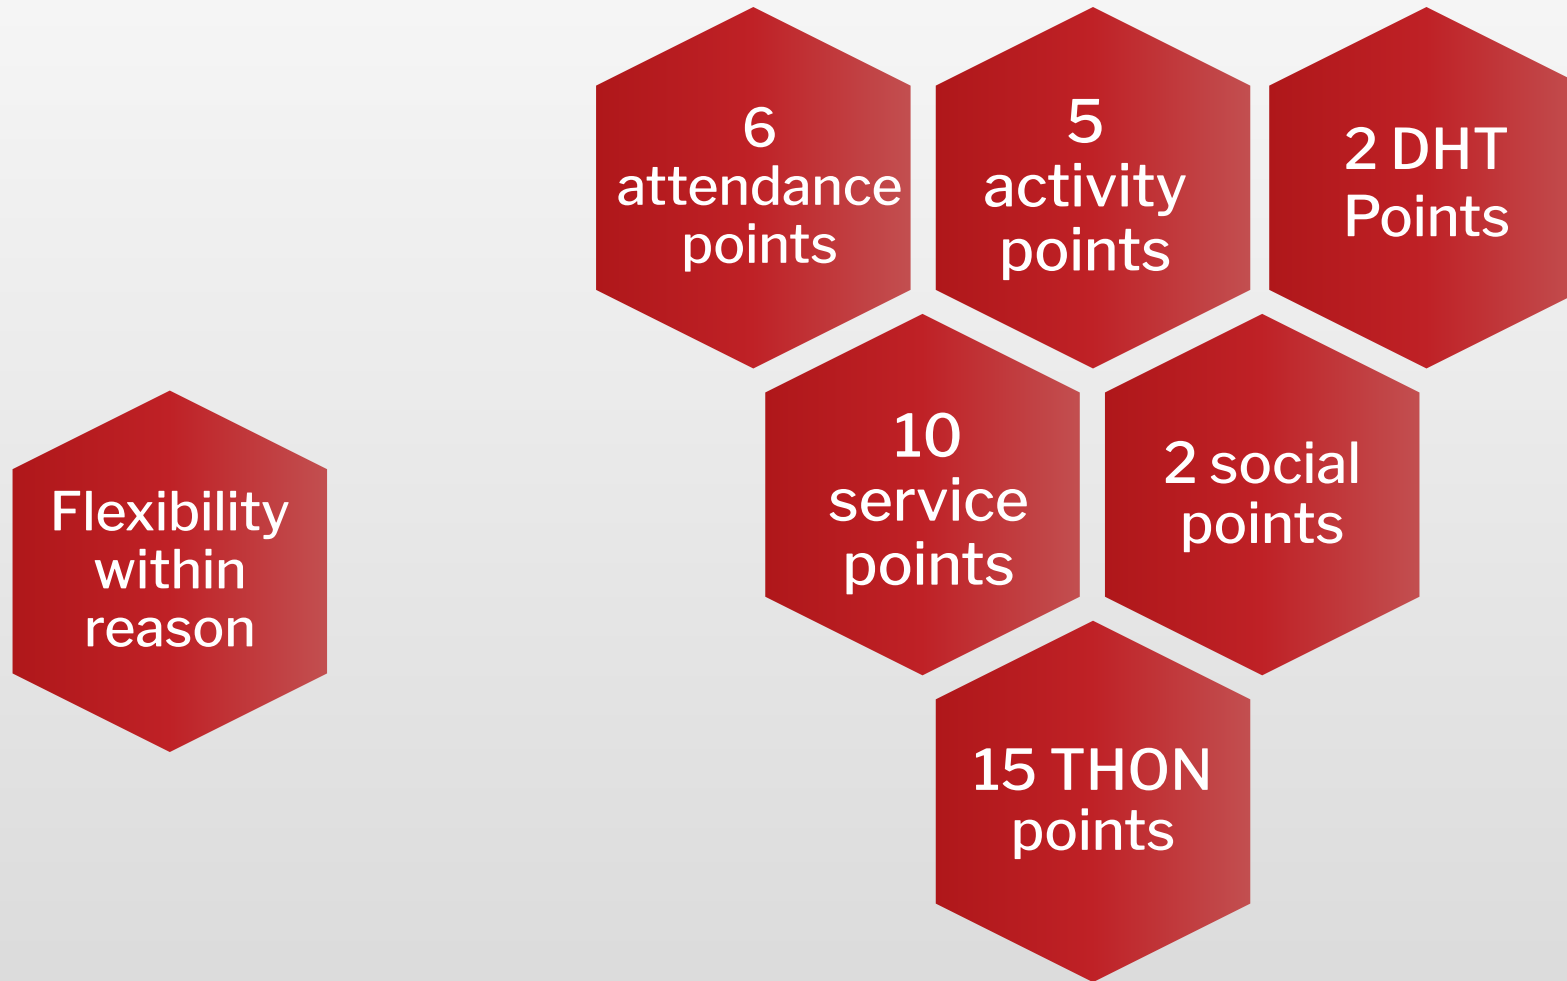 6
attendance
points
5
activity
points
2 DHT
Points
10
service
points
2 social
points
Flexibility
within
reason
15 THON
points